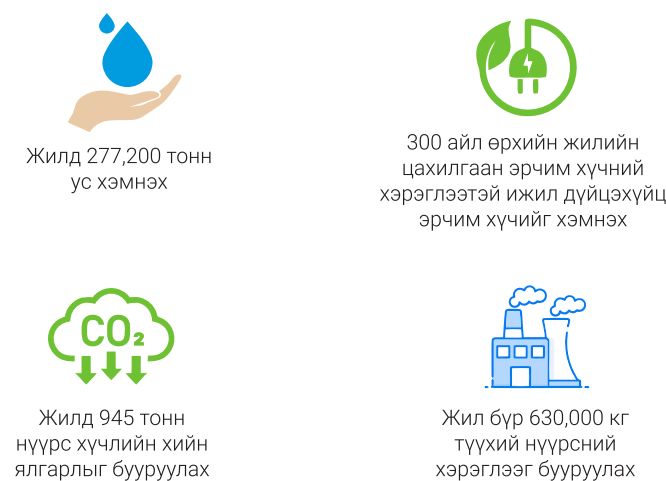 Жилд 277,200 тонн
ус хэмнэх
300 айл өрхийн жилийн
цахилгаан эрчим хүчний
хэрэглээтэй ижил дүйцэхүйц
эрчим хүчийг хэмнэх
CO₂
Жилд 945 тонн
нүүрс хүчлийн хийн
ялгарлыг бууруулах
Жил бүр 630,000 кг
түүхий нүүрсний
хэрэглээг бууруулах